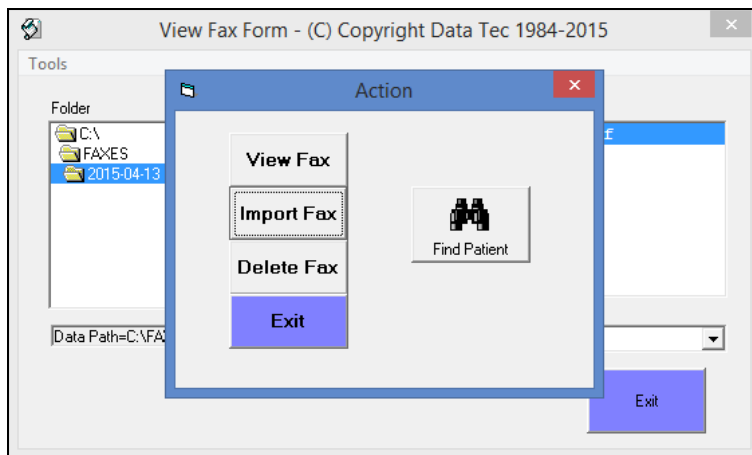 View Fax Form - (C) Copyright Data Tec 1984-2015
Tools
Action
Folder
C:\
FAXES
2015-04-13
f
View Fax
Import Fax
Delete Fax
Exit
Find Patient
Data Path=C:\FAX
Exit